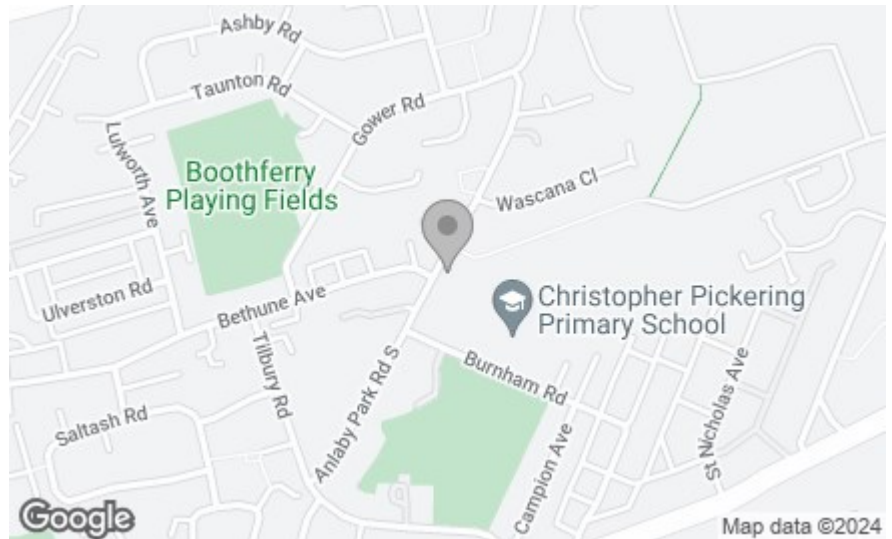 Ashby Rd
Taunton Rd
Gower Rd
Lulworth Ave
Boothferry
Playing Fields
Wascana Cl
Ulverston Rd
Bethune Ave
Christopher Pickering
Primary School
Tilbury Rd
Anlaby Park Rd S
Burnham Rd
St Nicholas Ave
Saltash Rd
Campion Ave
Google
Map data ©2024